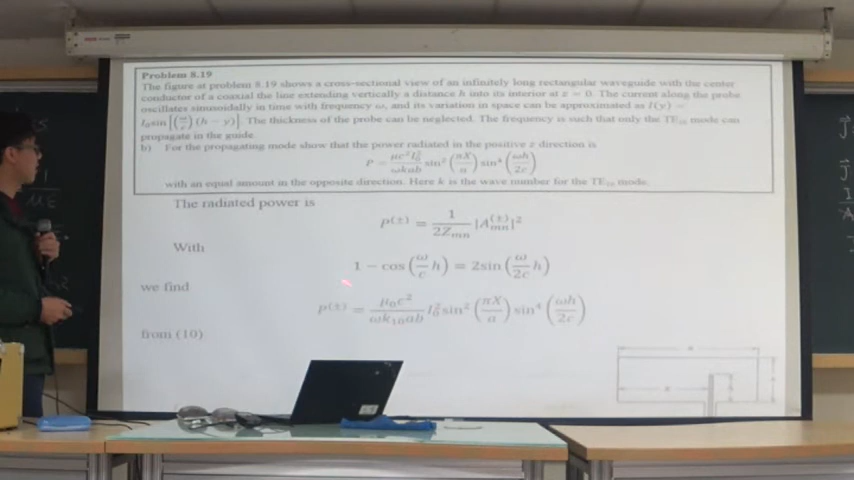 Problem 8.19
The figure at problem 8.19 shows a cross-sectional view of an infinitely long rectangular waveguide with the center
conductor of a coaxial the line extending vertically a distance h into its interior at z = 0. The current along the probe
oscillates sinusoidally in time with frequency ω, and its variation in space can be approximated as I(y) =
I₀sin[(ω/c)(h − y)]. The thickness of the probe can be neglected. The frequency is such that only the TE₁₀ mode can
propagate in the guide.
b) For the propagating mode show that the power radiated in the positive z direction is
P = μc²I₀²/ωkab sin²(πX/a) sin⁴(ωh/2c)
with an equal amount in the opposite direction. Here k is the wave number for the TE₁₀ mode.
The radiated power is
P^(±) = 1/2Z_mn |A_mn^(±)|²
With
1 − cos(ω/c h) = 2sin(ω/2c h)
we find
P^(±) = μ₀c²/ωk₁₀ab I₀² sin²(πX/a) sin⁴(ωh/2c)
from (10)
με